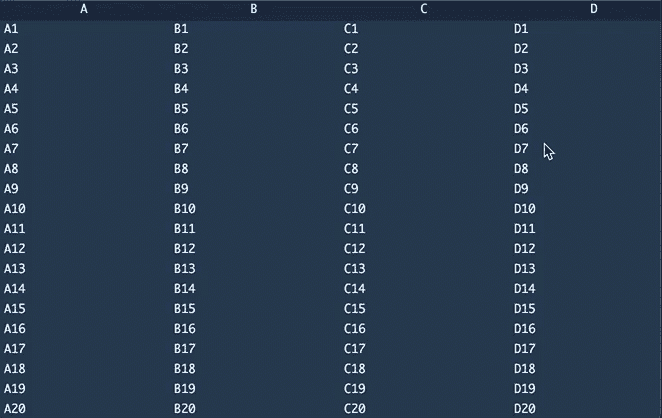 A B C D
A1 B1 C1 D1
A2 B2 C2 D2
A3 B3 C3 D3
A4 B4 C4 D4
A5 B5 C5 D5
A6 B6 C6 D6
A7 B7 C7 D7
A8 B8 C8 D8
A9 B9 C9 D9
A10 B10 C10 D10
A11 B11 C11 D11
A12 B12 C12 D12
A13 B13 C13 D13
A14 B14 C14 D14
A15 B15 C15 D15
A16 B16 C16 D16
A17 B17 C17 D17
A18 B18 C18 D18
A19 B19 C19 D19
A20 B20 C20 D20